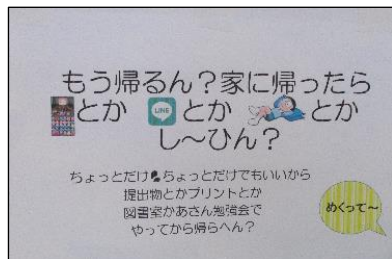 もう帰るん？家に帰ったら
とか LINE とか とか
し～ひん？
ちょっとだけ ちょっとだけでもいいから
提出物とかプリントとか
図書室かあさん勉強会で
やってから帰らへん？
めくって～